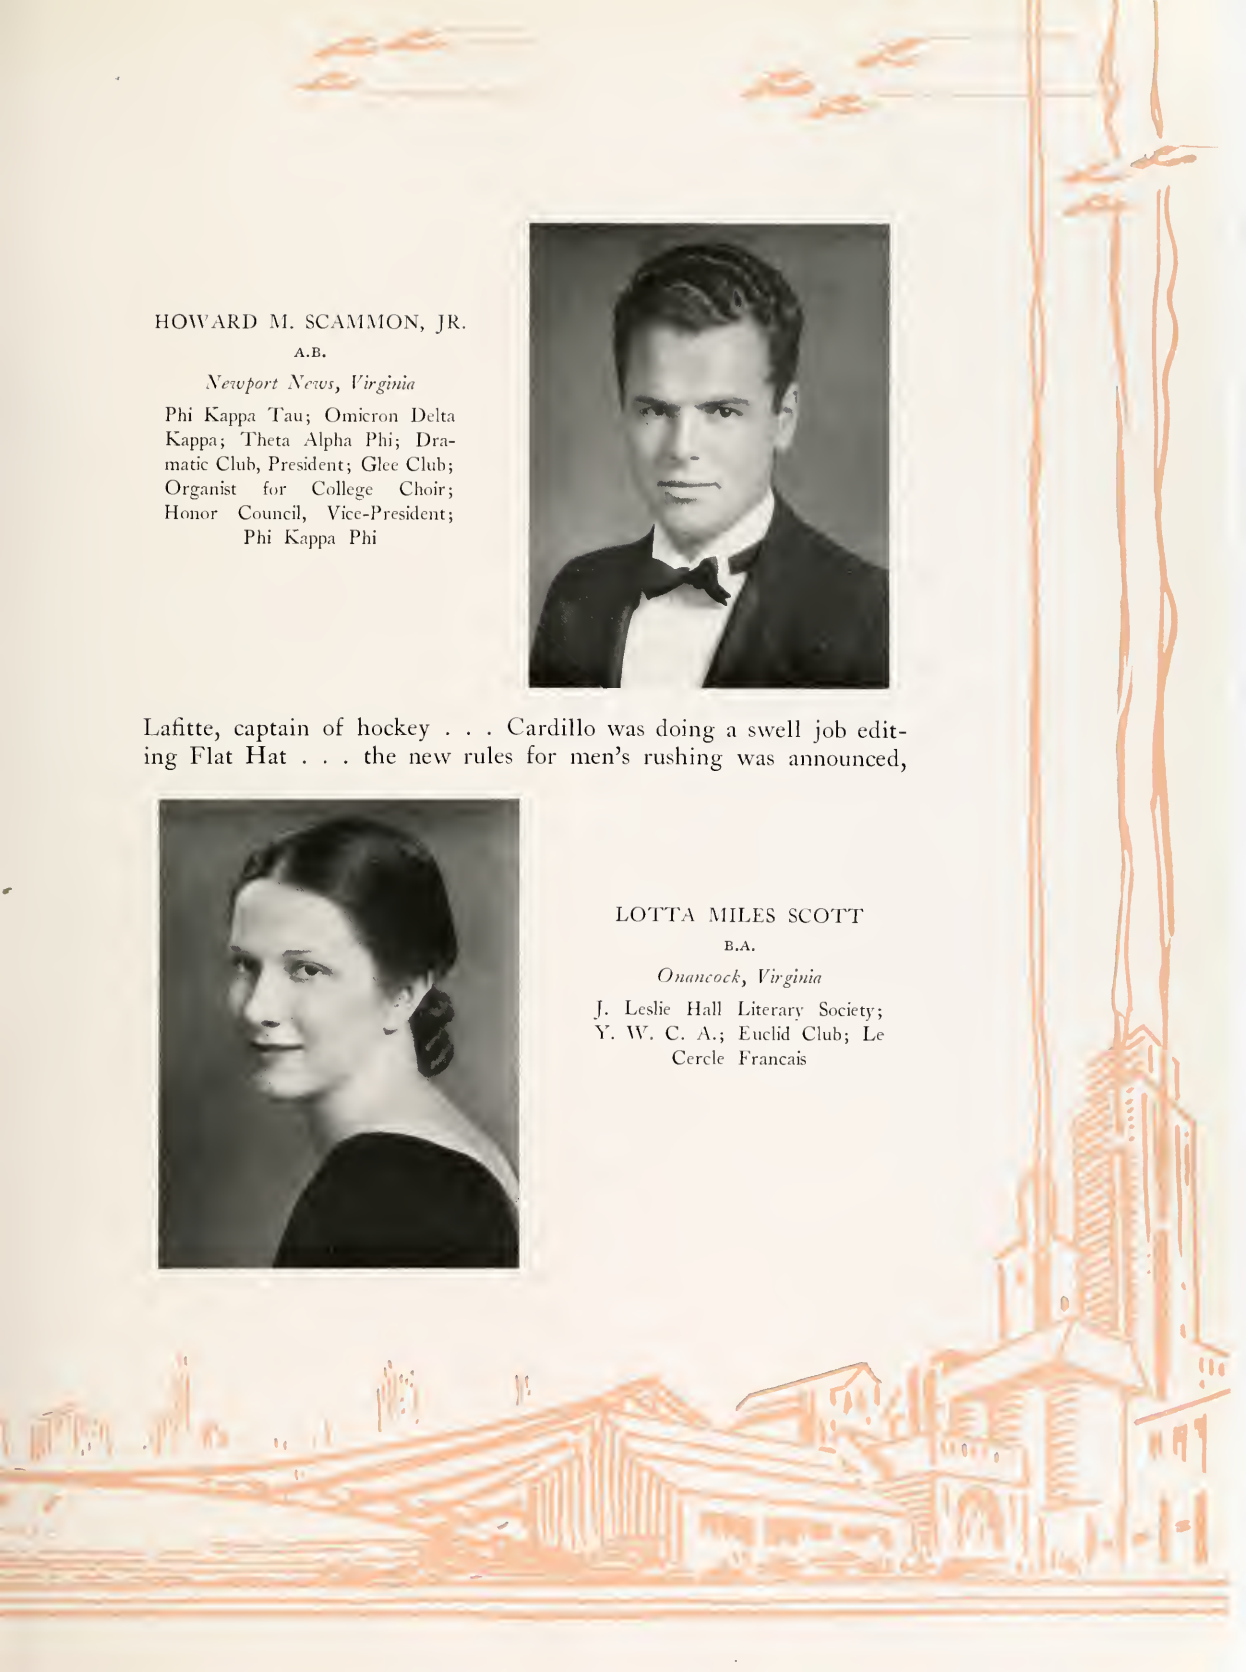 HOWARD M. SCAMMON, JR.
A.B.
Newport News, Virginia
Phi Kappa Tau; Omicron Delta
Kappa; Theta Alpha Phi; Dra-
matic Club, President; Glee Club;
Organist for College Choir;
Honor Council, Vice-President;
Phi Kappa Phi
Lafitte, captain of hockey . . . Cardillo was doing a swell job edit-
ing Flat Hat . . . the new rules for men's rushing was announced,
LOTTA MILES SCOTT
B.A.
Onancock, Virginia
J. Leslie Hall Literary Society;
Y. W. C. A.; Euclid Club; Le
Cercle Francais